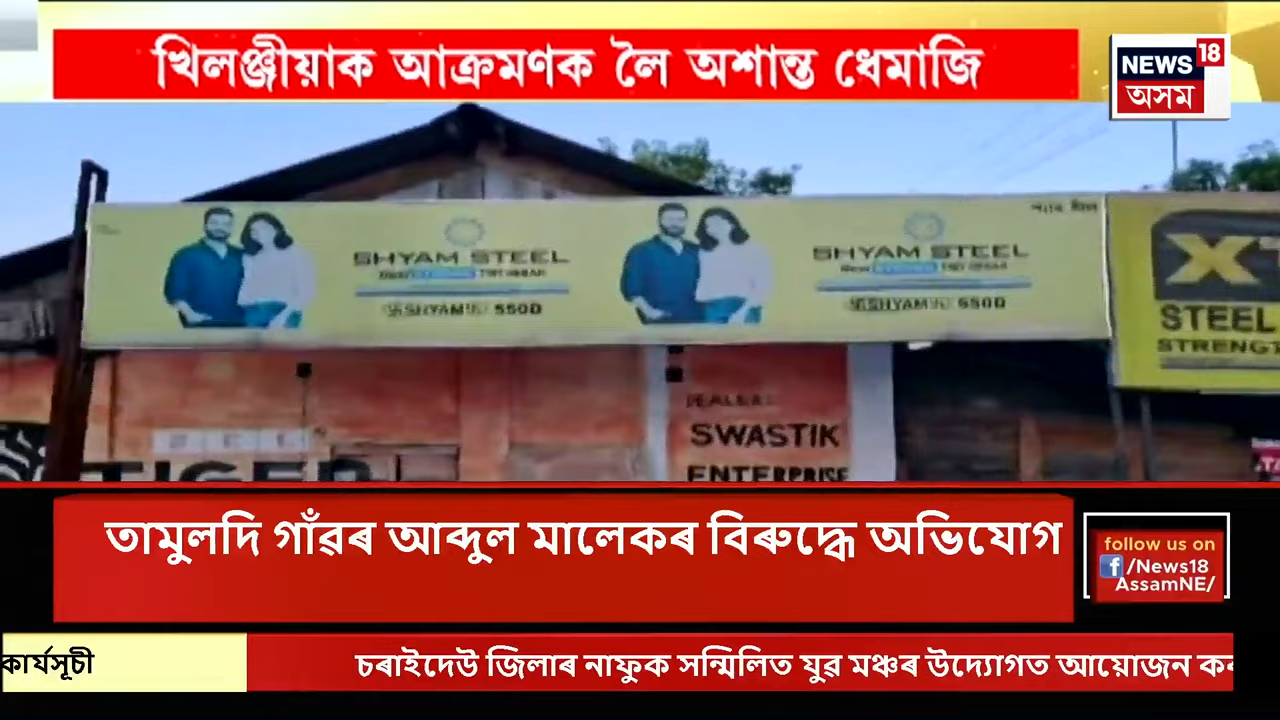 খিলঞ্জীয়াক আক্ৰমণক লৈ অশান্ত ধেমাজি
NEWS 18
অসম
SHYAM STEEL
SHYAM STEEL
SHYAM 550D
SHYAM 550D
STEEL
SWASTIK
ENTERPRISE
TIGER
তামুলদি গাঁৱৰ আব্দুল মালেকৰ বিৰুদ্ধে অভিযোগ
follow us on
/News18
AssamNE/
কাৰ্যসূচী
চৰাইদেউ জিলাৰ নাফুক সন্মিলিত যুৱ মঞ্চৰ উদ্যোগত আয়োজন